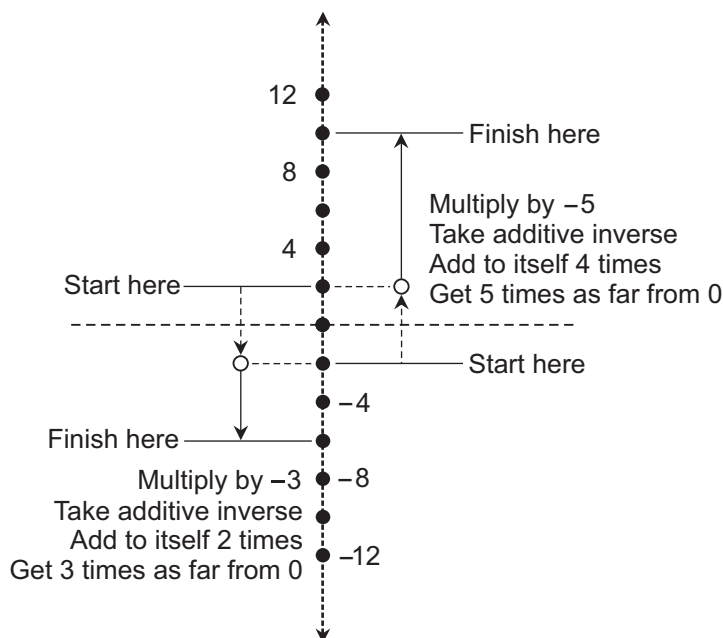 12
Finish here
8
Multiply by −5
Take additive inverse
4
Add to itself 4 times
Start here
Get 5 times as far from 0
Start here
−4
Finish here
Multiply by −3
−8
Take additive inverse
Add to itself 2 times
−12
Get 3 times as far from 0